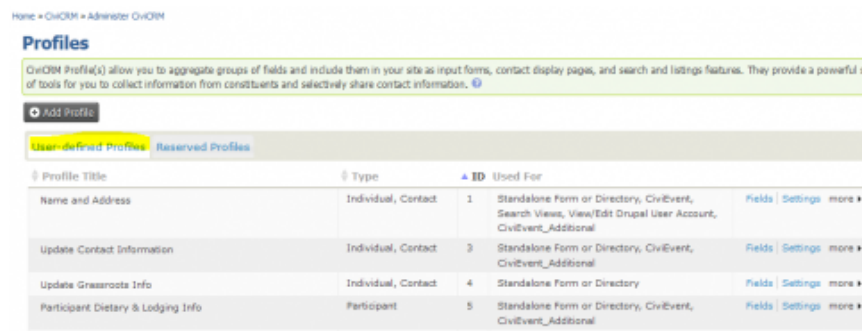 Home » CiviCRM » Administer CiviCRM
Profiles
CiviCRM Profile(s) allow you to aggregate groups of fields and include them in your site as input forms, contact display pages, and search and listings features. They provide a powerful
of tools for you to collect information from constituents and selectively share contact information.
Add Profile
User-defined Profiles Reserved Profiles
Profile Title Type ID Used For
Name and Address Individual, Contact 1 Standalone Form or Directory, CiviEvent, Fields Settings more
Search Views, View/Edit Drupal User Account,
CiviEvent_Additional
Update Contact Information Individual, Contact 3 Standalone Form or Directory, CiviEvent, Fields Settings more
CiviEvent_Additional
Update Grassroots Info Individual, Contact 4 Standalone Form or Directory Fields Settings more
Participant Dietary & Lodging Info Participant 5 Standalone Form or Directory, CiviEvent, Fields Settings more
CiviEvent_Additional